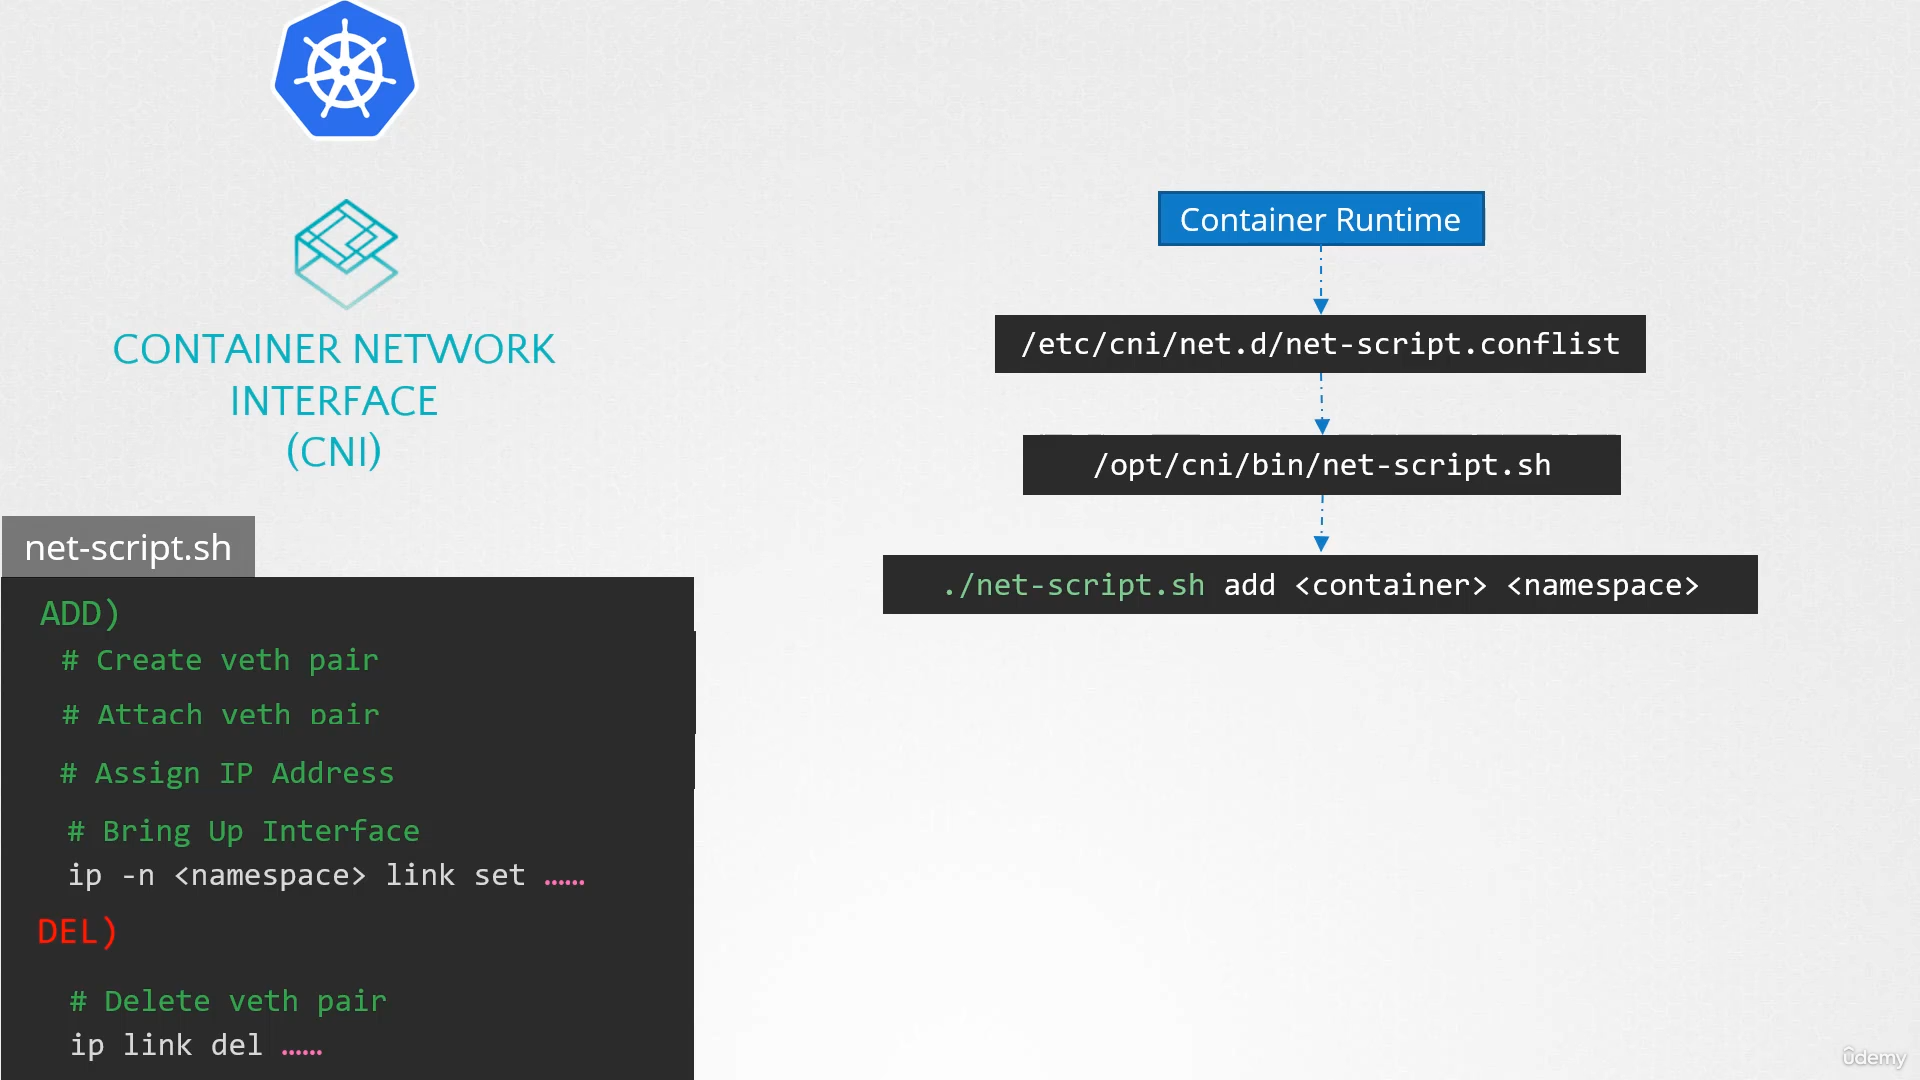 CONTAINER NETWORK
INTERFACE
(CNI)
net-script.sh
ADD)
# Create veth pair
# Attach veth pair
# Assign IP Address
# Bring Up Interface
ip -n <namespace> link set ......
DEL)
# Delete veth pair
ip link del ......
Container Runtime
/etc/cni/net.d/net-script.conflist
/opt/cni/bin/net-script.sh
./net-script.sh add <container> <namespace>
ûdemy